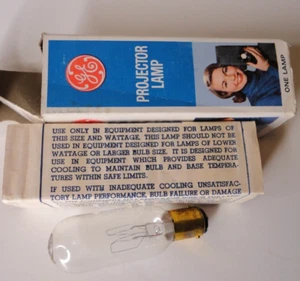 GE
PROJECTOR
LAMP
ONE LAMP
USE ONLY IN EQUIPMENT DESIGNED FOR LAMPS OF
THIS SIZE AND WATTAGE. THIS LAMP SHOULD NOT BE
USED IN EQUIPMENT DESIGNED FOR LAMPS OF LOWER
WATTAGE OR LARGER BULB SIZE. IT IS DESIGNED FOR
USE IN EQUIPMENT WHICH PROVIDES ADEQUATE
COOLING TO MAINTAIN BULB AND BASE TEMPERA-
TURES WITHIN SAFE LIMITS.
IF USED WITH INADEQUATE COOLING UNSATISFAC-
TORY LAMP PERFORMANCE, BULB FAILURE OR DAMAGE